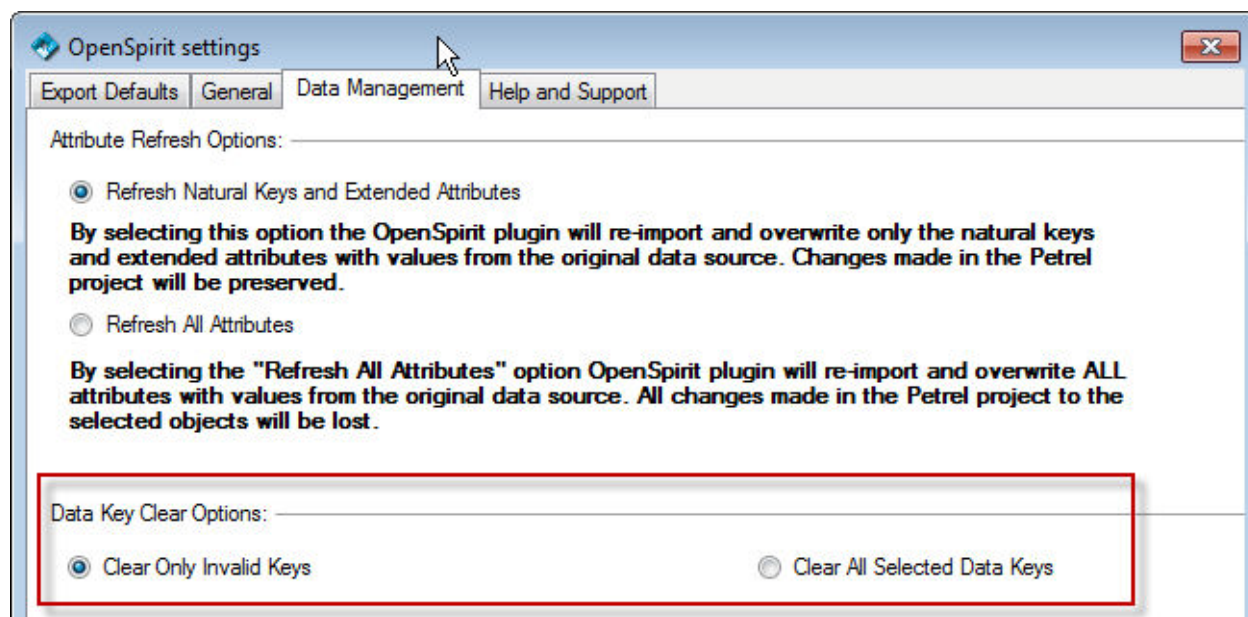 OpenSpirit settings
Export Defaults General Data Management Help and Support
Attribute Refresh Options:
Refresh Natural Keys and Extended Attributes
By selecting this option the OpenSpirit plugin will re-import and overwrite only the natural keys
and extended attributes with values from the original data source. Changes made in the Petrel
project will be preserved.
Refresh All Attributes
By selecting the "Refresh All Attributes" option OpenSpirit plugin will re-import and overwrite ALL
attributes with values from the original data source. All changes made in the Petrel project to the
selected objects will be lost.
Data Key Clear Options:
Clear Only Invalid Keys Clear All Selected Data Keys